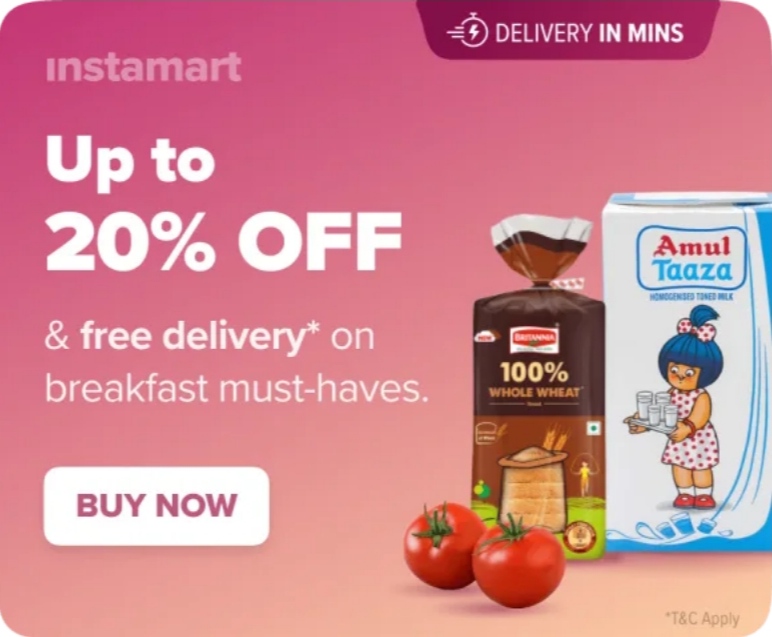 DELIVERY IN MINS
instamart
Up to
20% OFF
& free delivery* on
breakfast must-haves.
BUY NOW
BRITANNIA
100%
WHOLE WHEAT
Amul
Taaza
HOMOGENISED TONED MILK
*T&C Apply